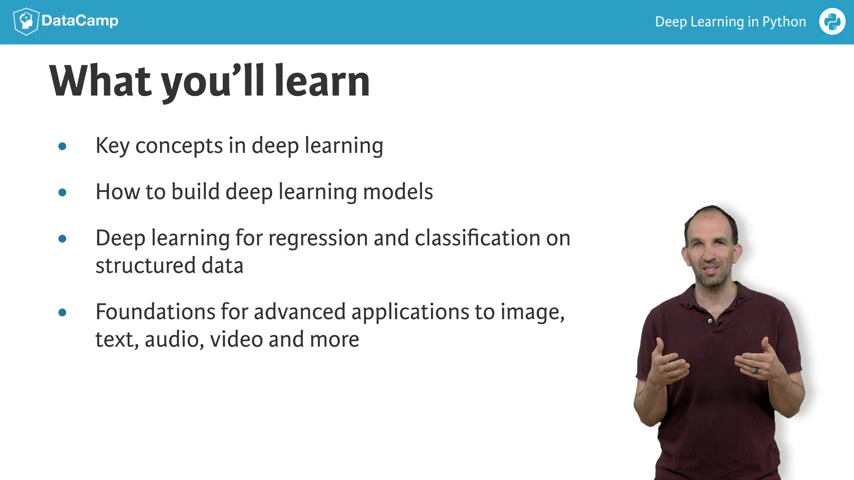 DataCamp
Deep Learning in Python
What you'll learn
• Key concepts in deep learning
• How to build deep learning models
• Deep learning for regression and classification on
structured data
• Foundations for advanced applications to image,
text, audio, video and more